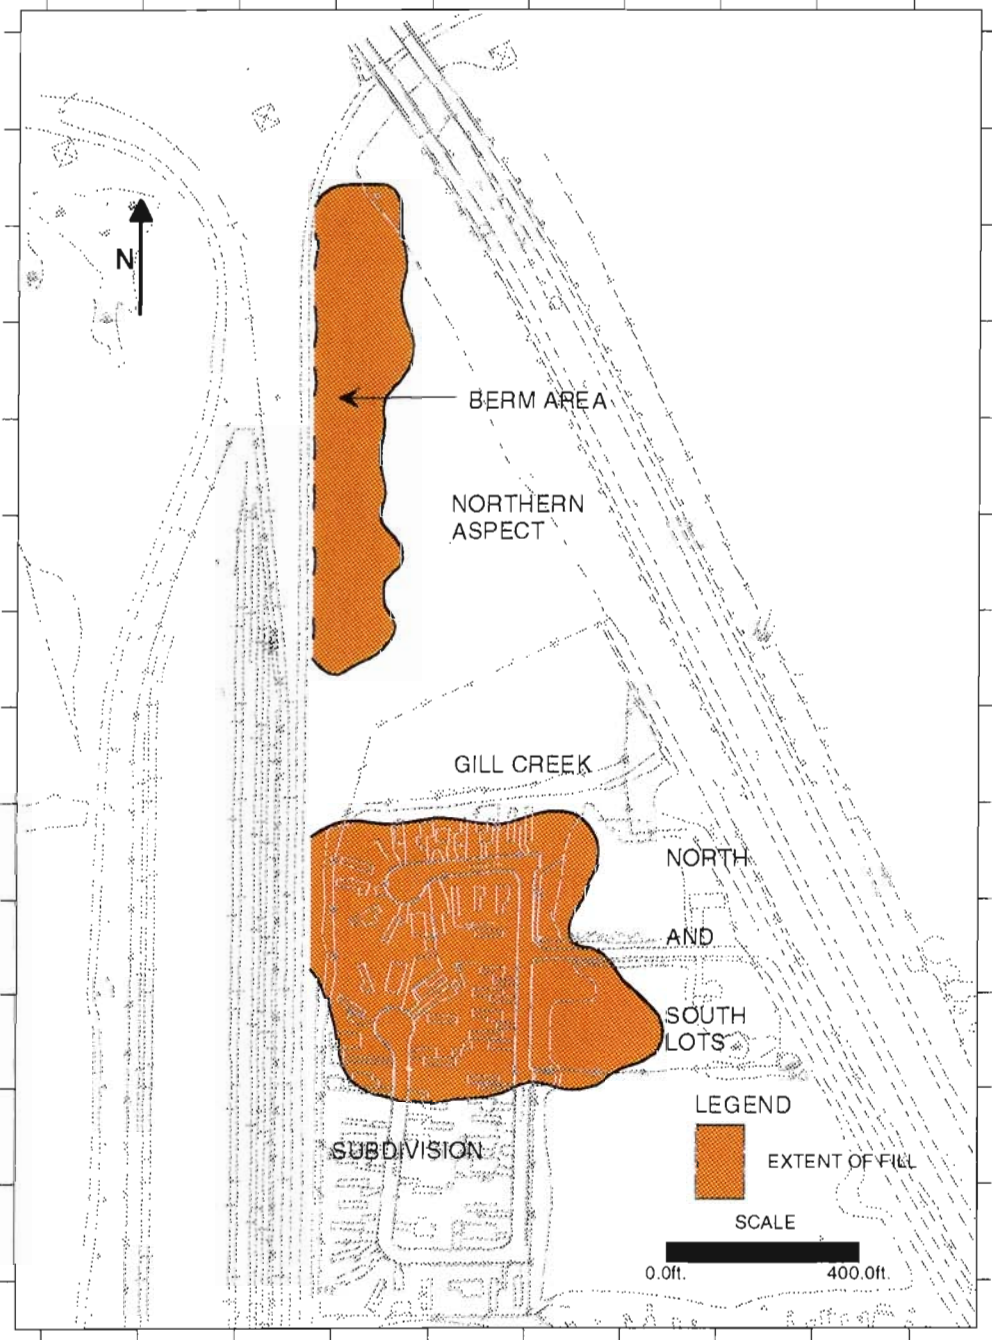 N
BERM AREA
NORTHERN
ASPECT
GILL CREEK
NORTH
AND
SOUTH
LOTS
LEGEND
SUBDIVISION
EXTENT OF FILL
SCALE
0.0ft.
400.0ft.